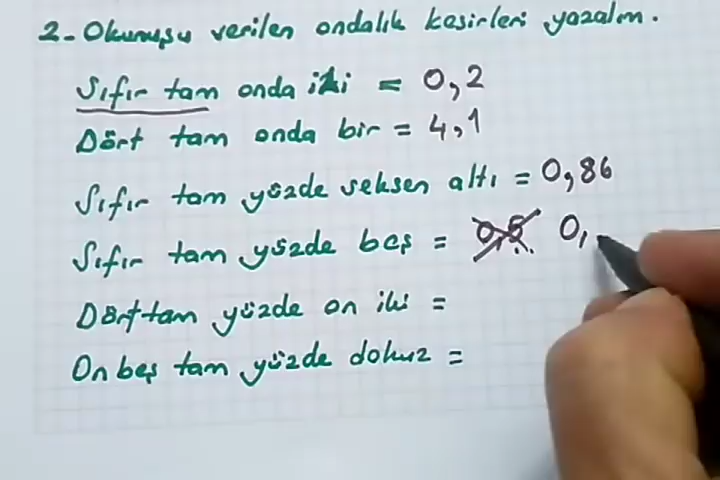 2- Okunuşu verilen ondalık kesirleri yazalım.
Sıfır tam onda iki = 0,2
Dört tam onda bir = 4,1
Sıfır tam yüzde seksen altı = 0,86
Sıfır tam yüzde beş = 0,5 0,
Dört tam yüzde on iki =
On beş tam yüzde dokuz =